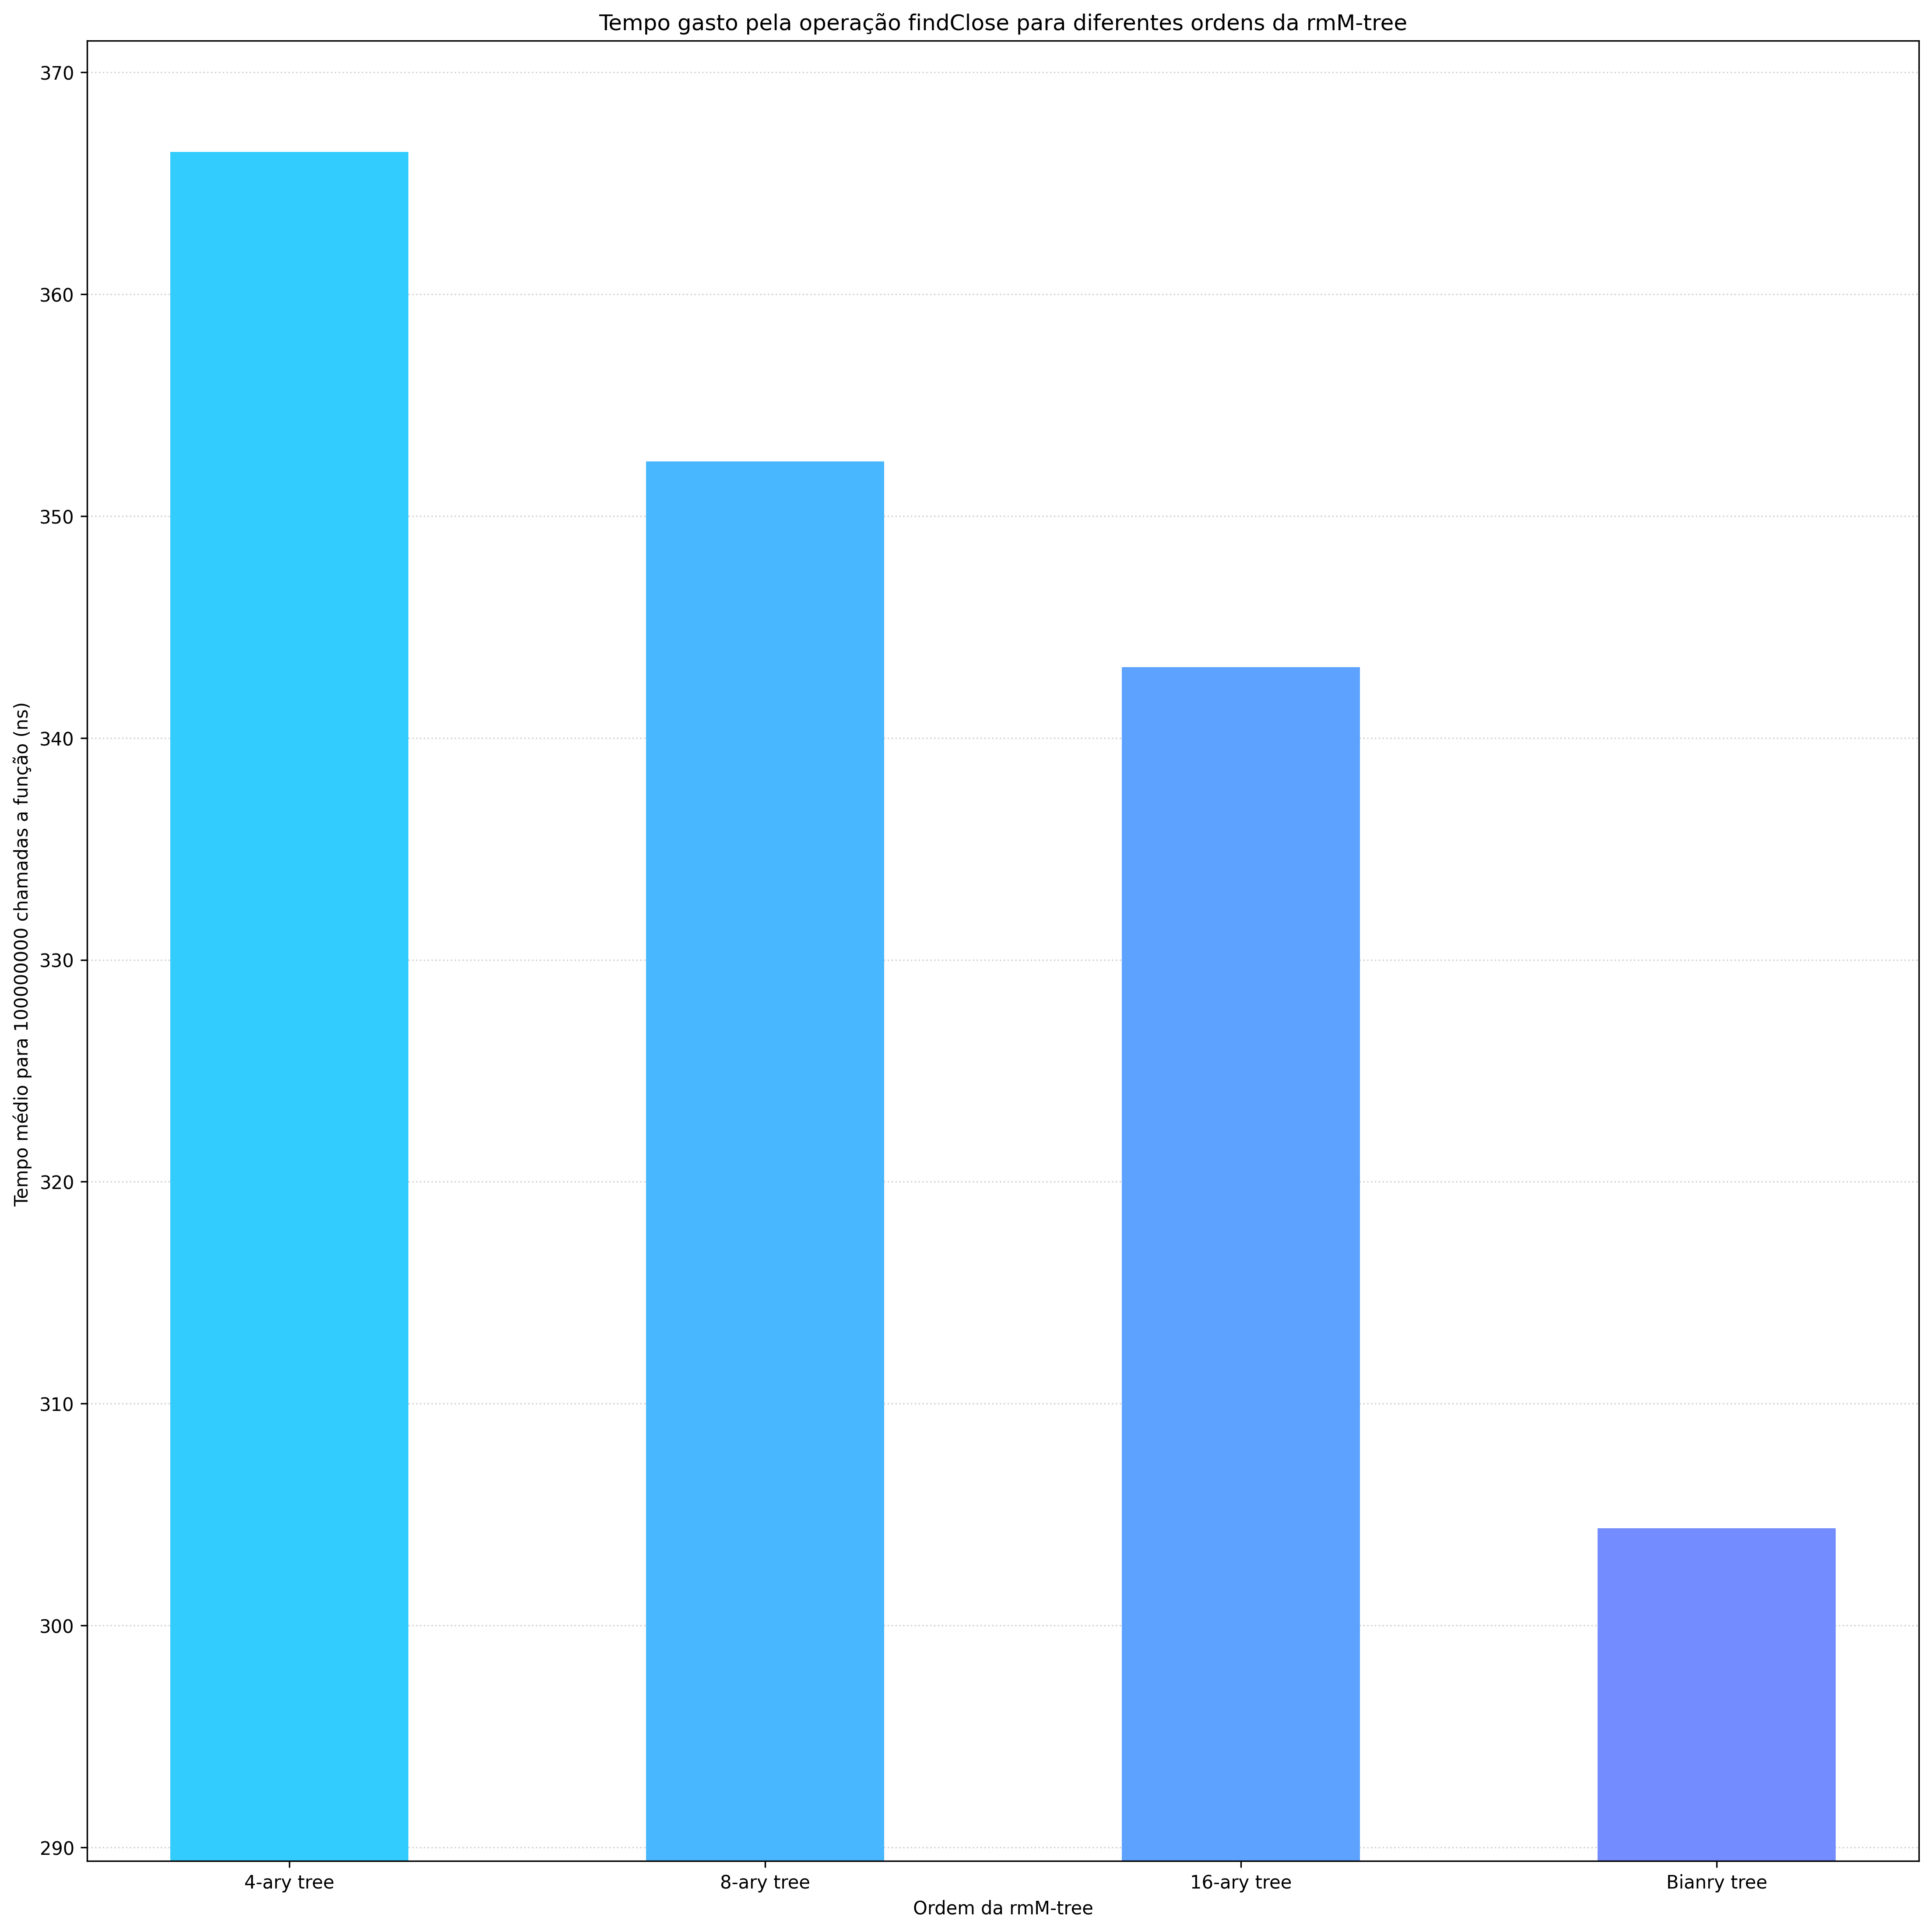 Tempo gasto pela operação findClose para diferentes ordens da rmM-tree
Tempo médio para 100000000 chamadas a função (ns)
370
360
350
340
330
320
310
300
290
4-ary tree
8-ary tree
16-ary tree
Bianry tree
Ordem da rmM-tree